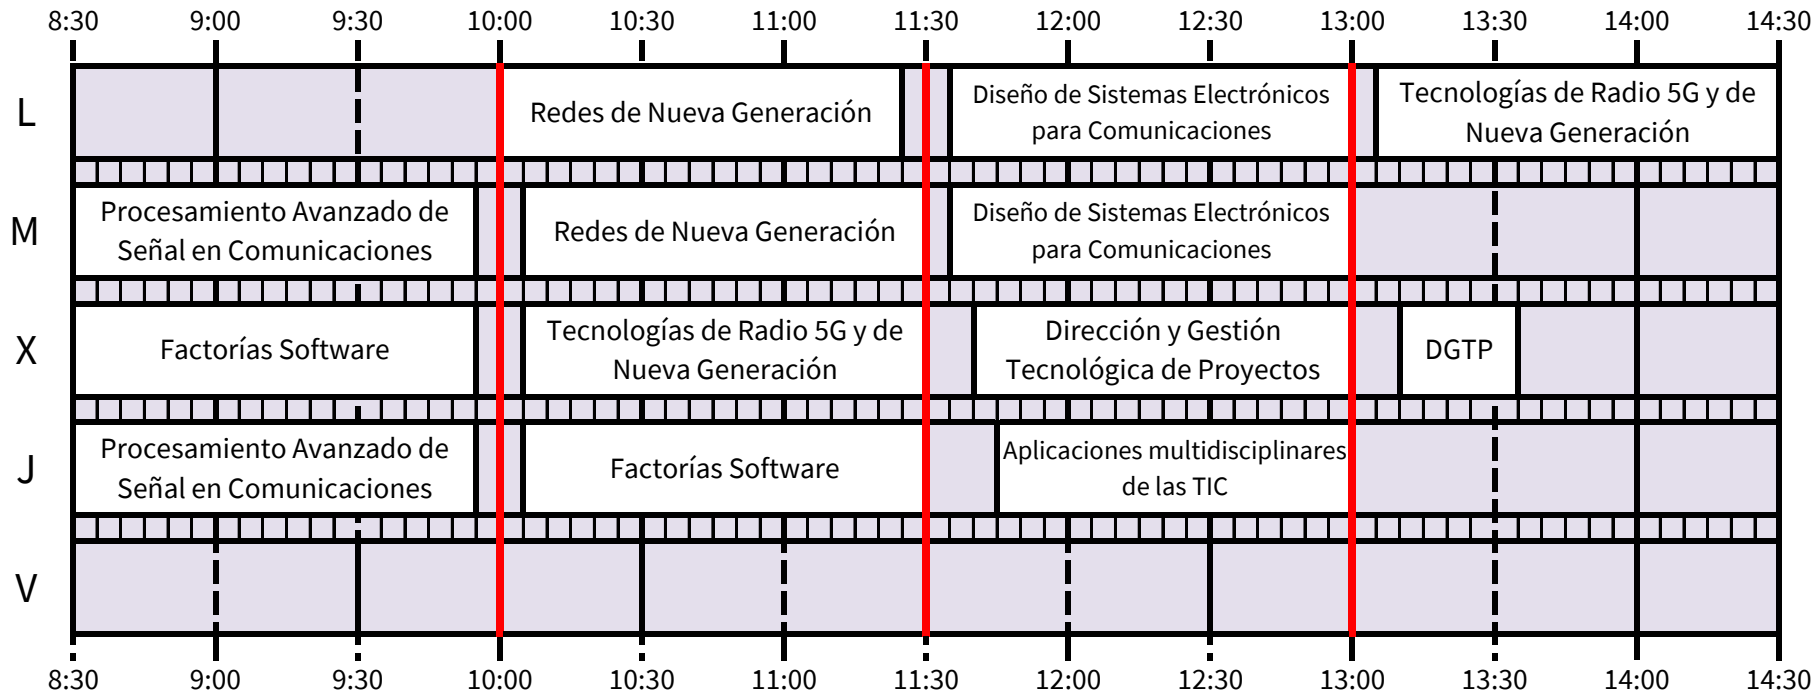 8:30 9:00 9:30 10:00 10:30 11:00 11:30 12:00 12:30 13:00 13:30 14:00 14:30
L
Redes de Nueva Generación
Diseño de Sistemas Electrónicos
para Comunicaciones
Tecnologías de Radio 5G y de
Nueva Generación
M
Procesamiento Avanzado de
Señal en Comunicaciones
Redes de Nueva Generación
Diseño de Sistemas Electrónicos
para Comunicaciones
X
Factorías Software
Tecnologías de Radio 5G y de
Nueva Generación
Dirección y Gestión
Tecnológica de Proyectos
DGTP
J
Procesamiento Avanzado de
Señal en Comunicaciones
Factorías Software
Aplicaciones multidisciplinares
de las TIC
V
8:30 9:00 9:30 10:00 10:30 11:00 11:30 12:00 12:30 13:00 13:30 14:00 14:30